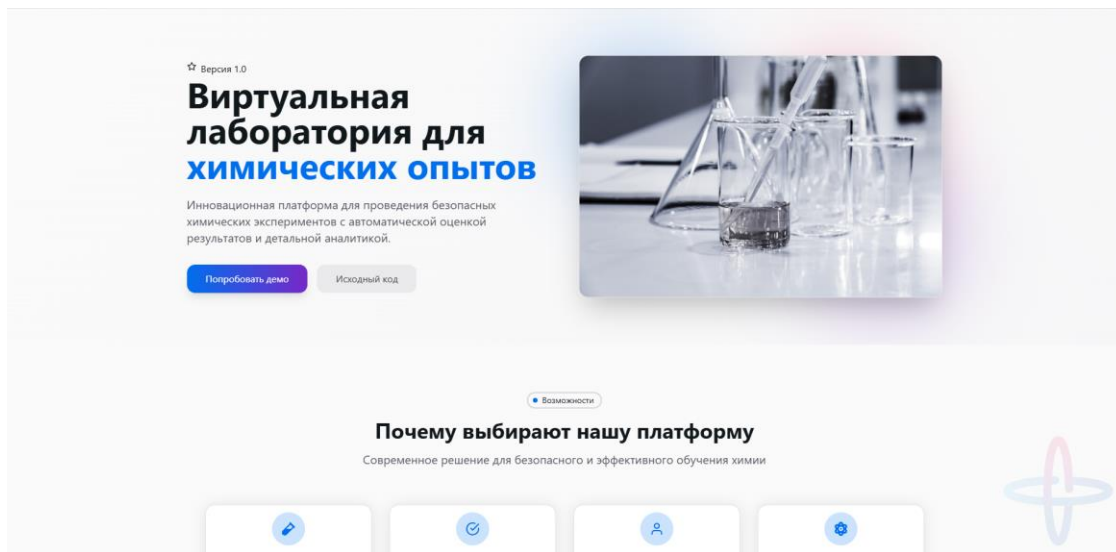 Версия 1.0
Виртуальная
лаборатория для
химических опытов
Инновационная платформа для проведения безопасных
химических экспериментов с автоматической оценкой
результатов и детальной аналитикой.
Попробовать демо
Исходный код
Возможности
Почему выбирают нашу платформу
Современное решение для безопасного и эффективного обучения химии